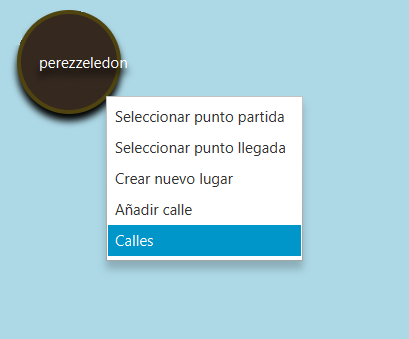 perezzeledon
Seleccionar punto partida
Seleccionar punto llegada
Crear nuevo lugar
Añadir calle
Calles